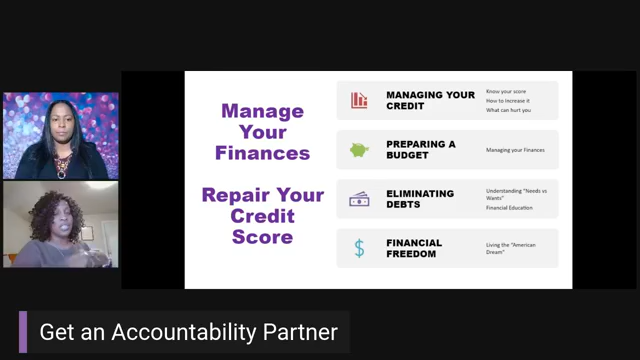 Manage
Your
Finances
Repair Your
Credit
Score
MANAGING YOUR
CREDIT
Know your score
How to increase it
What can hurt you
PREPARING A
BUDGET
Managing your Finances
ELIMINATING
DEBTS
Understanding "Needs vs
Wants"
Financial Education
$
FINANCIAL
FREEDOM
Living the "American
Dream"
Get an Accountability Partner